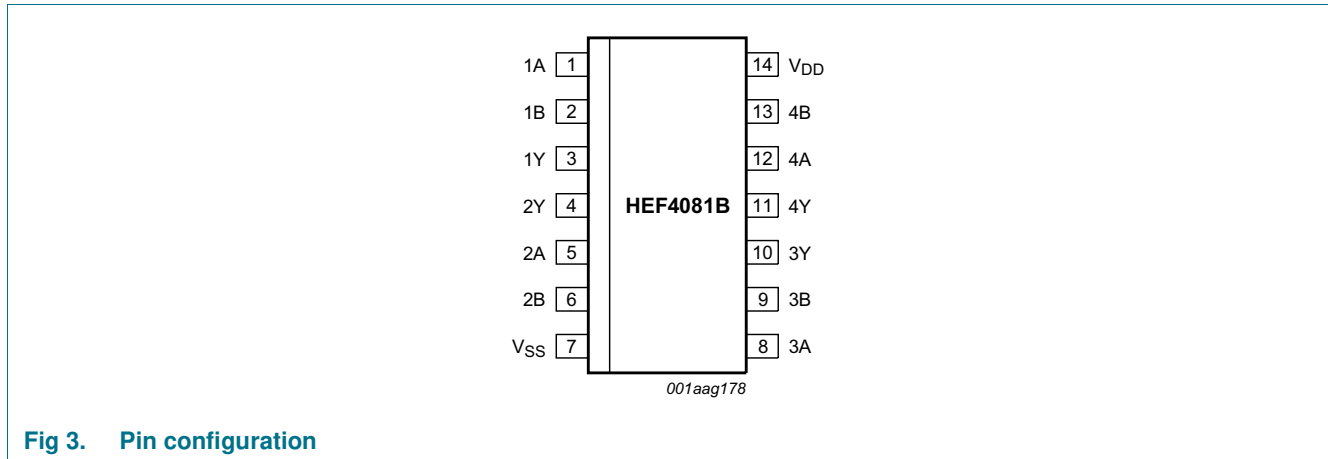 1A 1 14 VDD
1B 2 13 4B
1Y 3 12 4A
2Y 4 HEF4081B 11 4Y
2A 5 10 3Y
2B 6 9 3B
VSS 7 8 3A
001aag178
Fig 3. Pin configuration